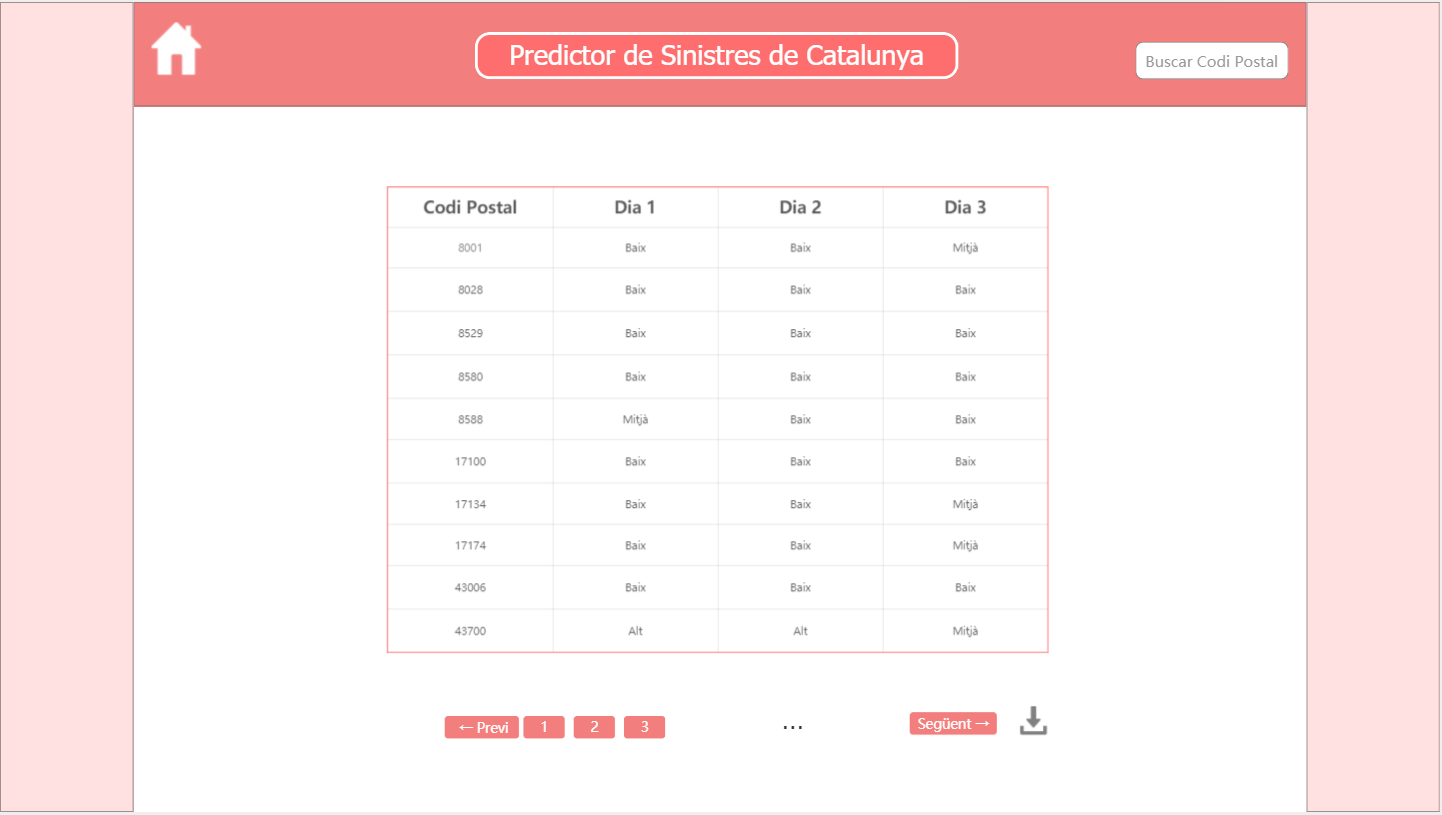 Predictor de Sinistres de Catalunya
Buscar Codi Postal
Codi Postal Dia 1 Dia 2 Dia 3
8001 Baix Baix Mitjà
8028 Baix Baix Baix
8529 Baix Baix Baix
8580 Baix Baix Baix
8588 Mitjà Baix Baix
17100 Baix Baix Baix
17134 Baix Baix Mitjà
17174 Baix Baix Mitjà
43006 Baix Baix Baix
43700 Alt Alt Mitjà
← Previ 1 2 3 ... Següent →